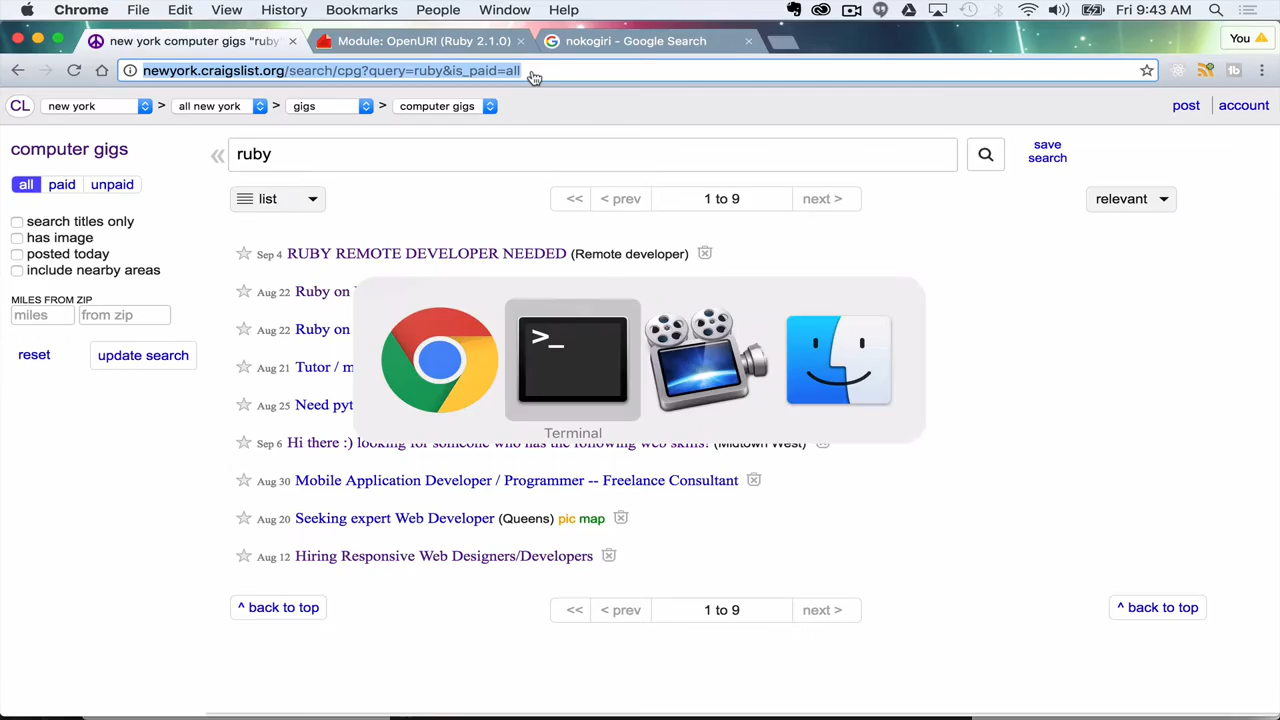 Chrome File Edit View History Bookmarks People Window Help Fri 9:43 AM
new york computer gigs "ruby" Module: OpenURI (Ruby 2.1.0) nokogiri - Google Search You
newyork.craigslist.org/search/cpg?query=ruby&is_paid=all
CL new york > all new york > gigs > computer gigs post account
computer gigs
ruby
save
search
all paid unpaid
list
<< < prev 1 to 9 next >
relevant
search titles only
has image
posted today
include nearby areas
MILES FROM ZIP
miles from zip
reset update search
Sep 4 RUBY REMOTE DEVELOPER NEEDED (Remote developer)
Aug 22 Ruby on
Aug 22 Ruby on
Aug 21 Tutor / m
Aug 25 Need pyt
>_
Terminal
Sep 6 Hi there :) looking for someone who has the following web skills! (Midtown West)
Aug 30 Mobile Application Developer / Programmer -- Freelance Consultant
Aug 20 Seeking expert Web Developer (Queens) pic map
Aug 12 Hiring Responsive Web Designers/Developers
^ back to top << < prev 1 to 9 next > ^ back to top